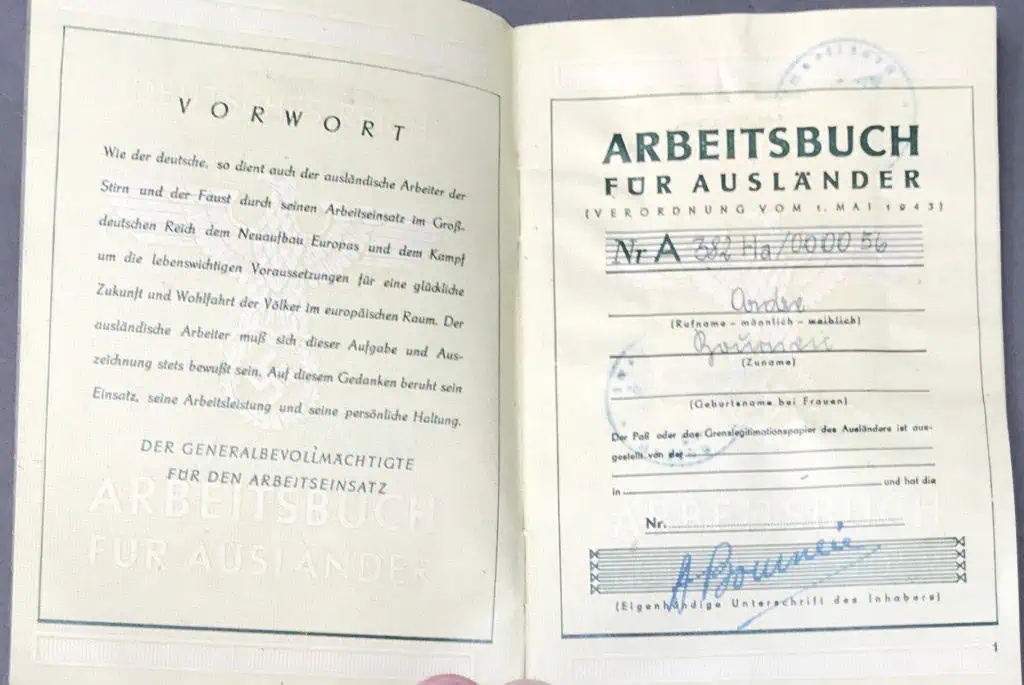 VORWORT
Wie der deutsche, so dient auch der ausländische Arbeiter der
Stirn und der Faust durch seinen Arbeitseinsatz im Groß-
deutschen Reich dem Neuaufbau Europas und dem Kampf
um die lebenswichtigen Voraussetzungen für eine glückliche
Zukunft und Wohlfahrt der Völker im europäischen Raum. Der
ausländische Arbeiter muß sich dieser Aufgabe und Aus-
zeichnung stets bewußt sein. Auf diesem Gedanken beruht sein
Einsatz, seine Arbeitsleistung und seine persönliche Haltung.
DER GENERALBEVOLLMÄCHTIGTE
FÜR DEN ARBEITSEINSATZ
ARBEITSBUCH
FÜR AUSLÄNDER
ARBEITSBUCH
FÜR AUSLÄNDER
(VERORDNUNG VOM 1. MAI 1943)
Nr A 382 Ha/0000 56
(Rufname – männlich – weiblich)
(Zuname)
(Geburtsname bei Frauen)
Der Paß oder das Grenzlegitimationspapier des Ausländers ist aus-
gestellt von der
in und hat die
ARBEITSBUCH
Nr.
(Eigenhändige Unterschrift des Inhabers)
1